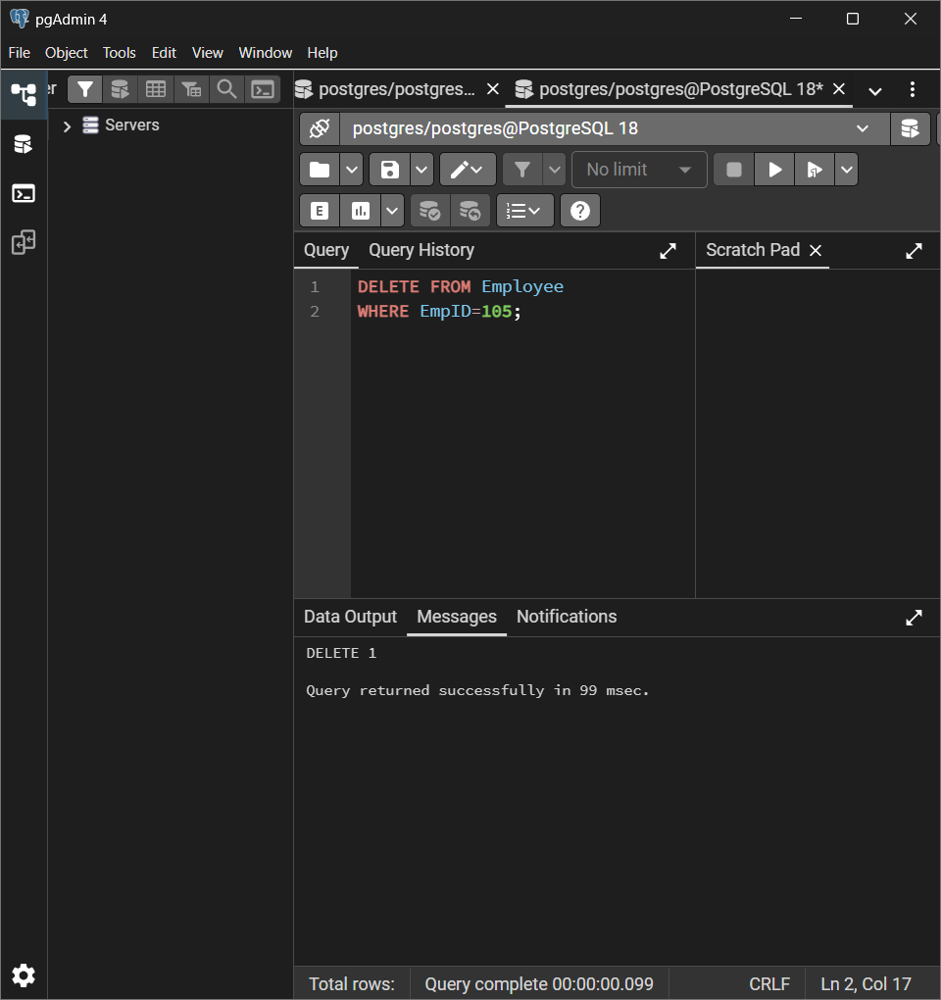 pgAdmin 4
File Object Tools Edit View Window Help
er
Servers
postgres/postgres...
postgres/postgres@PostgreSQL 18*
postgres/postgres@PostgreSQL 18
No limit
E
Query Query History
Scratch Pad
1 DELETE FROM Employee
2 WHERE EmpID=105;
Data Output Messages Notifications
DELETE 1
Query returned successfully in 99 msec.
Total rows: Query complete 00:00:00.099 CRLF Ln 2, Col 17